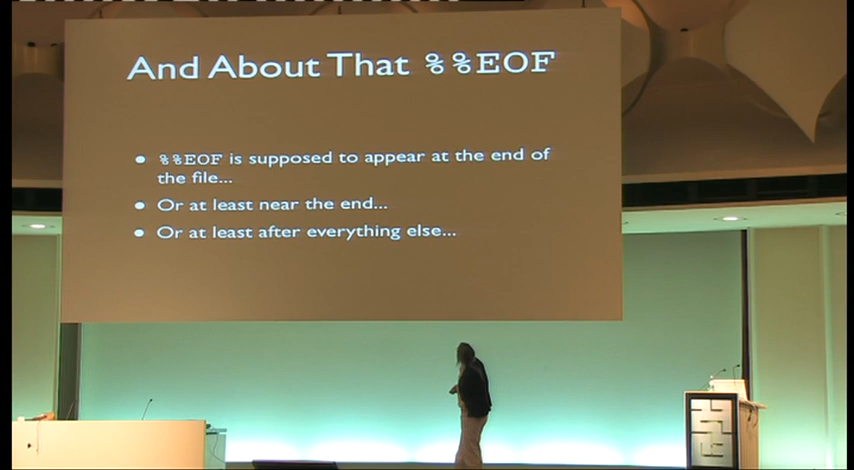 And About That %%EOF
• %%EOF is supposed to appear at the end of
the file...
• Or at least near the end...
• Or at least after everything else...